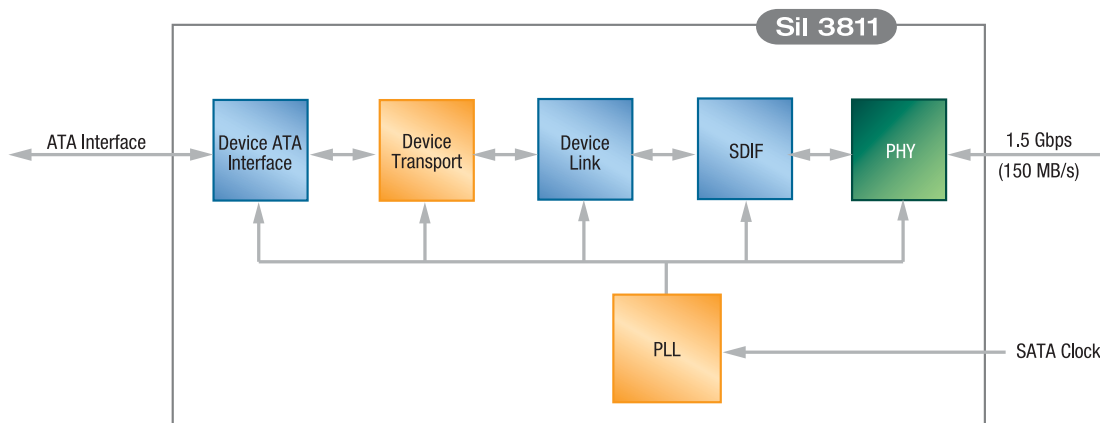 SiI 3811
ATA Interface
Device ATA
Interface
Device
Transport
Device
Link
SDIF
PHY
1.5 Gbps
(150 MB/s)
PLL
SATA Clock